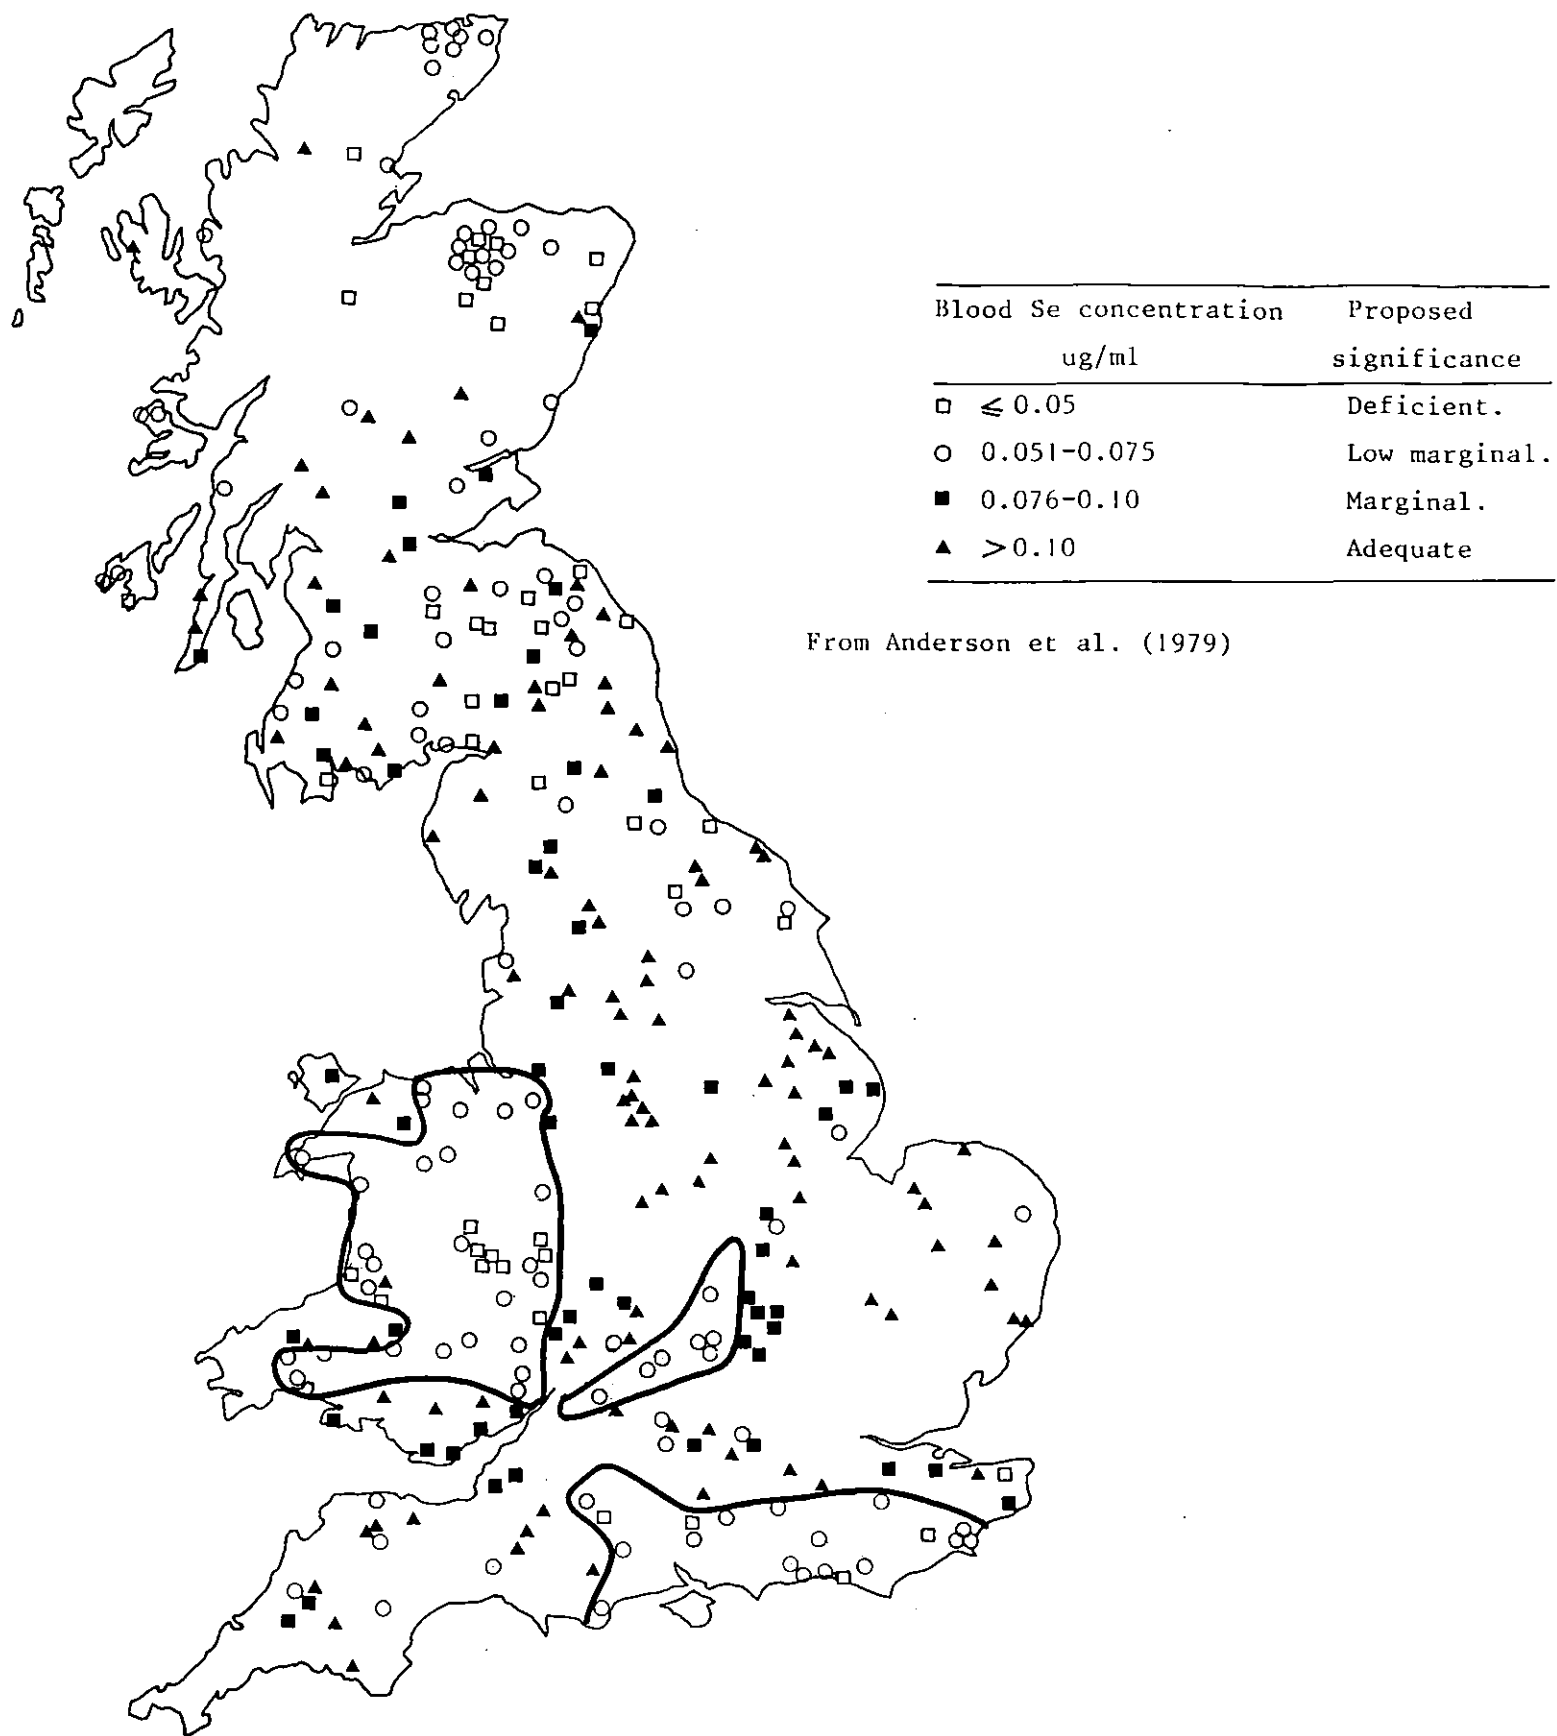 Blood Se concentration Proposed
ug/ml significance
□ ≤ 0.05 Deficient.
○ 0.051-0.075 Low marginal.
■ 0.076-0.10 Marginal.
▲ >0.10 Adequate
From Anderson et al. (1979)